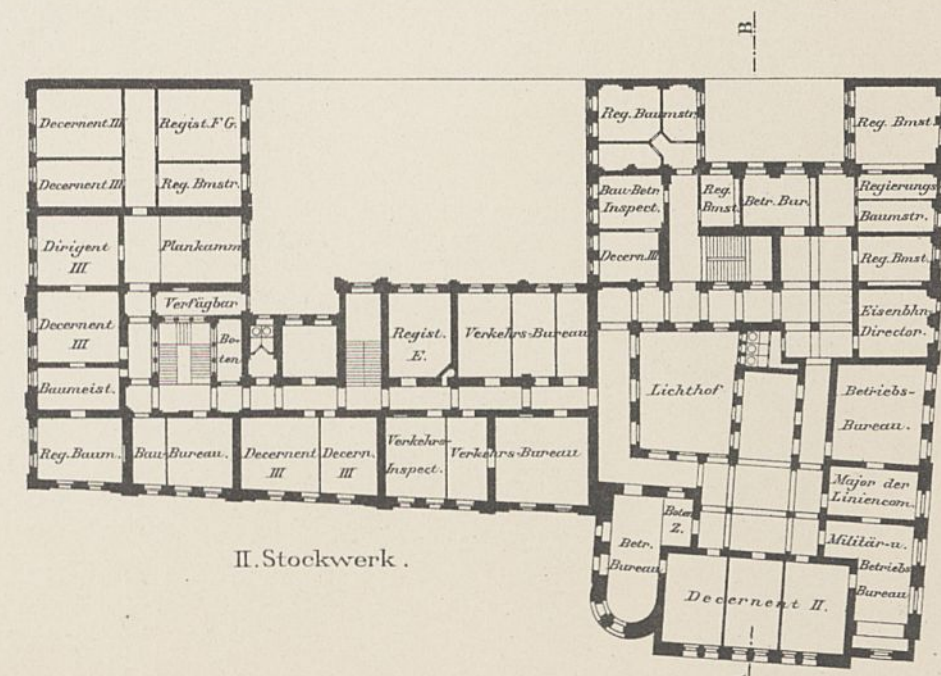 B
Decernent III
Regist. F G.
Decernent III
Reg. Bmstr.
Dirigent
III
Plankamm
Verfügbar
Decernent
III
Bo-
ten
Baumeist.
Regist.
E.
Verkehrs-Bureau
Reg. Baum.
Bau-Bureau.
Decernent
III
Decern.
III
Verkehrs-
Inspect.
Verkehrs-Bureau
Reg. Baumstr.
Reg. Bmst.
Bau-Betr.
Inspect.
Reg.
Bmst.
Betr. Bur.
Regierungs
Baumstr.
Decern. III
Reg. Bmst.
Eisenbhn
Director.
Lichthof
Betriebs-
Bureau.
Major der
Liniencom.
Boten
Z.
Betr.
Bureau
Militär-u.
Betriebs
Bureau
Decernent II.
II. Stockwerk.